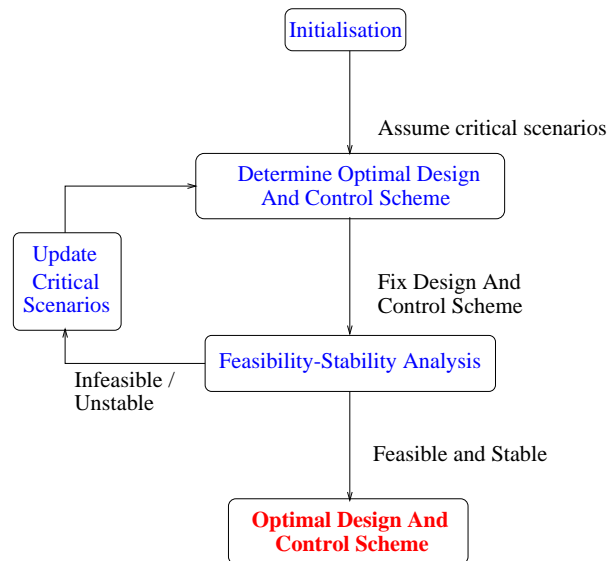 Initialisation
Assume critical scenarios
Determine Optimal Design
And Control Scheme
Update
Critical
Scenarios
Fix Design And
Control Scheme
Feasibility-Stability Analysis
Infeasible /
Unstable
Feasible and Stable
Optimal Design And
Control Scheme